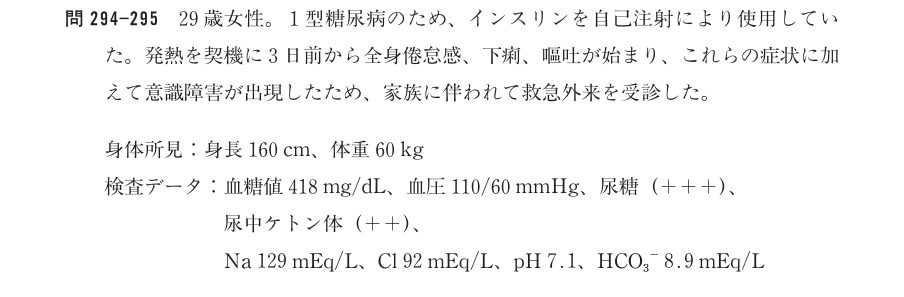 問 294−295　29 歳女性。1 型糖尿病のため、インスリンを自己注射により使用してい
た。発熱を契機に 3 日前から全身倦怠感、下痢、嘔吐が始まり、これらの症状に加
えて意識障害が出現したため、家族に伴われて救急外来を受診した。
身体所見：身長 160 cm、体重 60 kg
検査データ：血糖値 418 mg/dL、血圧 110/60 mmHg、尿糖（＋＋＋）、
尿中ケトン体（＋＋）、
Na 129 mEq/L、Cl 92 mEq/L、pH 7.1、HCO₃⁻ 8.9 mEq/L